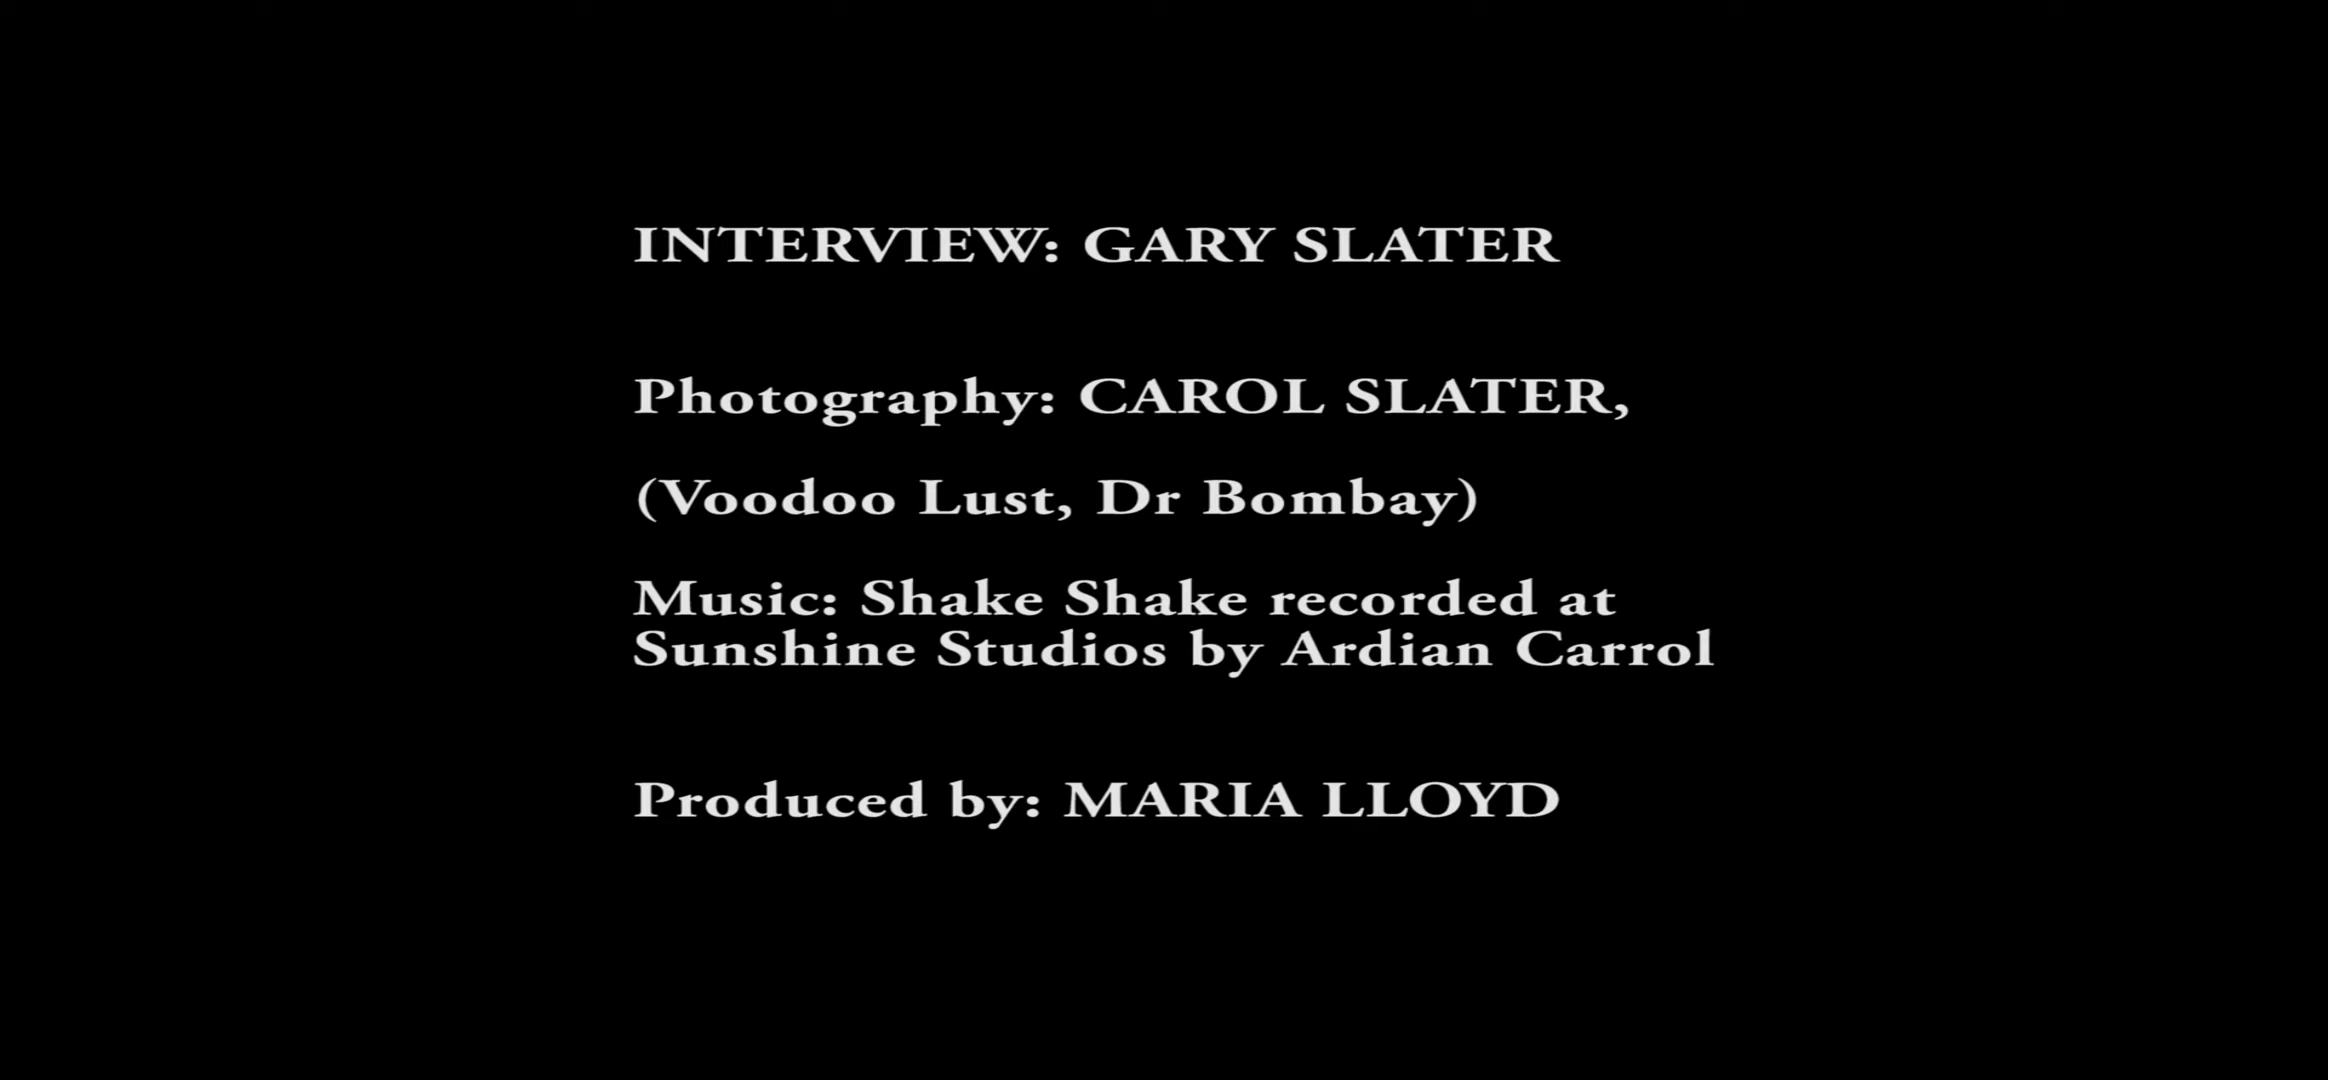 INTERVIEW: GARY SLATER
Photography: CAROL SLATER,
(Voodoo Lust, Dr Bombay)
Music: Shake Shake recorded at
Sunshine Studios by Ardian Carrol
Produced by: MARIA LLOYD